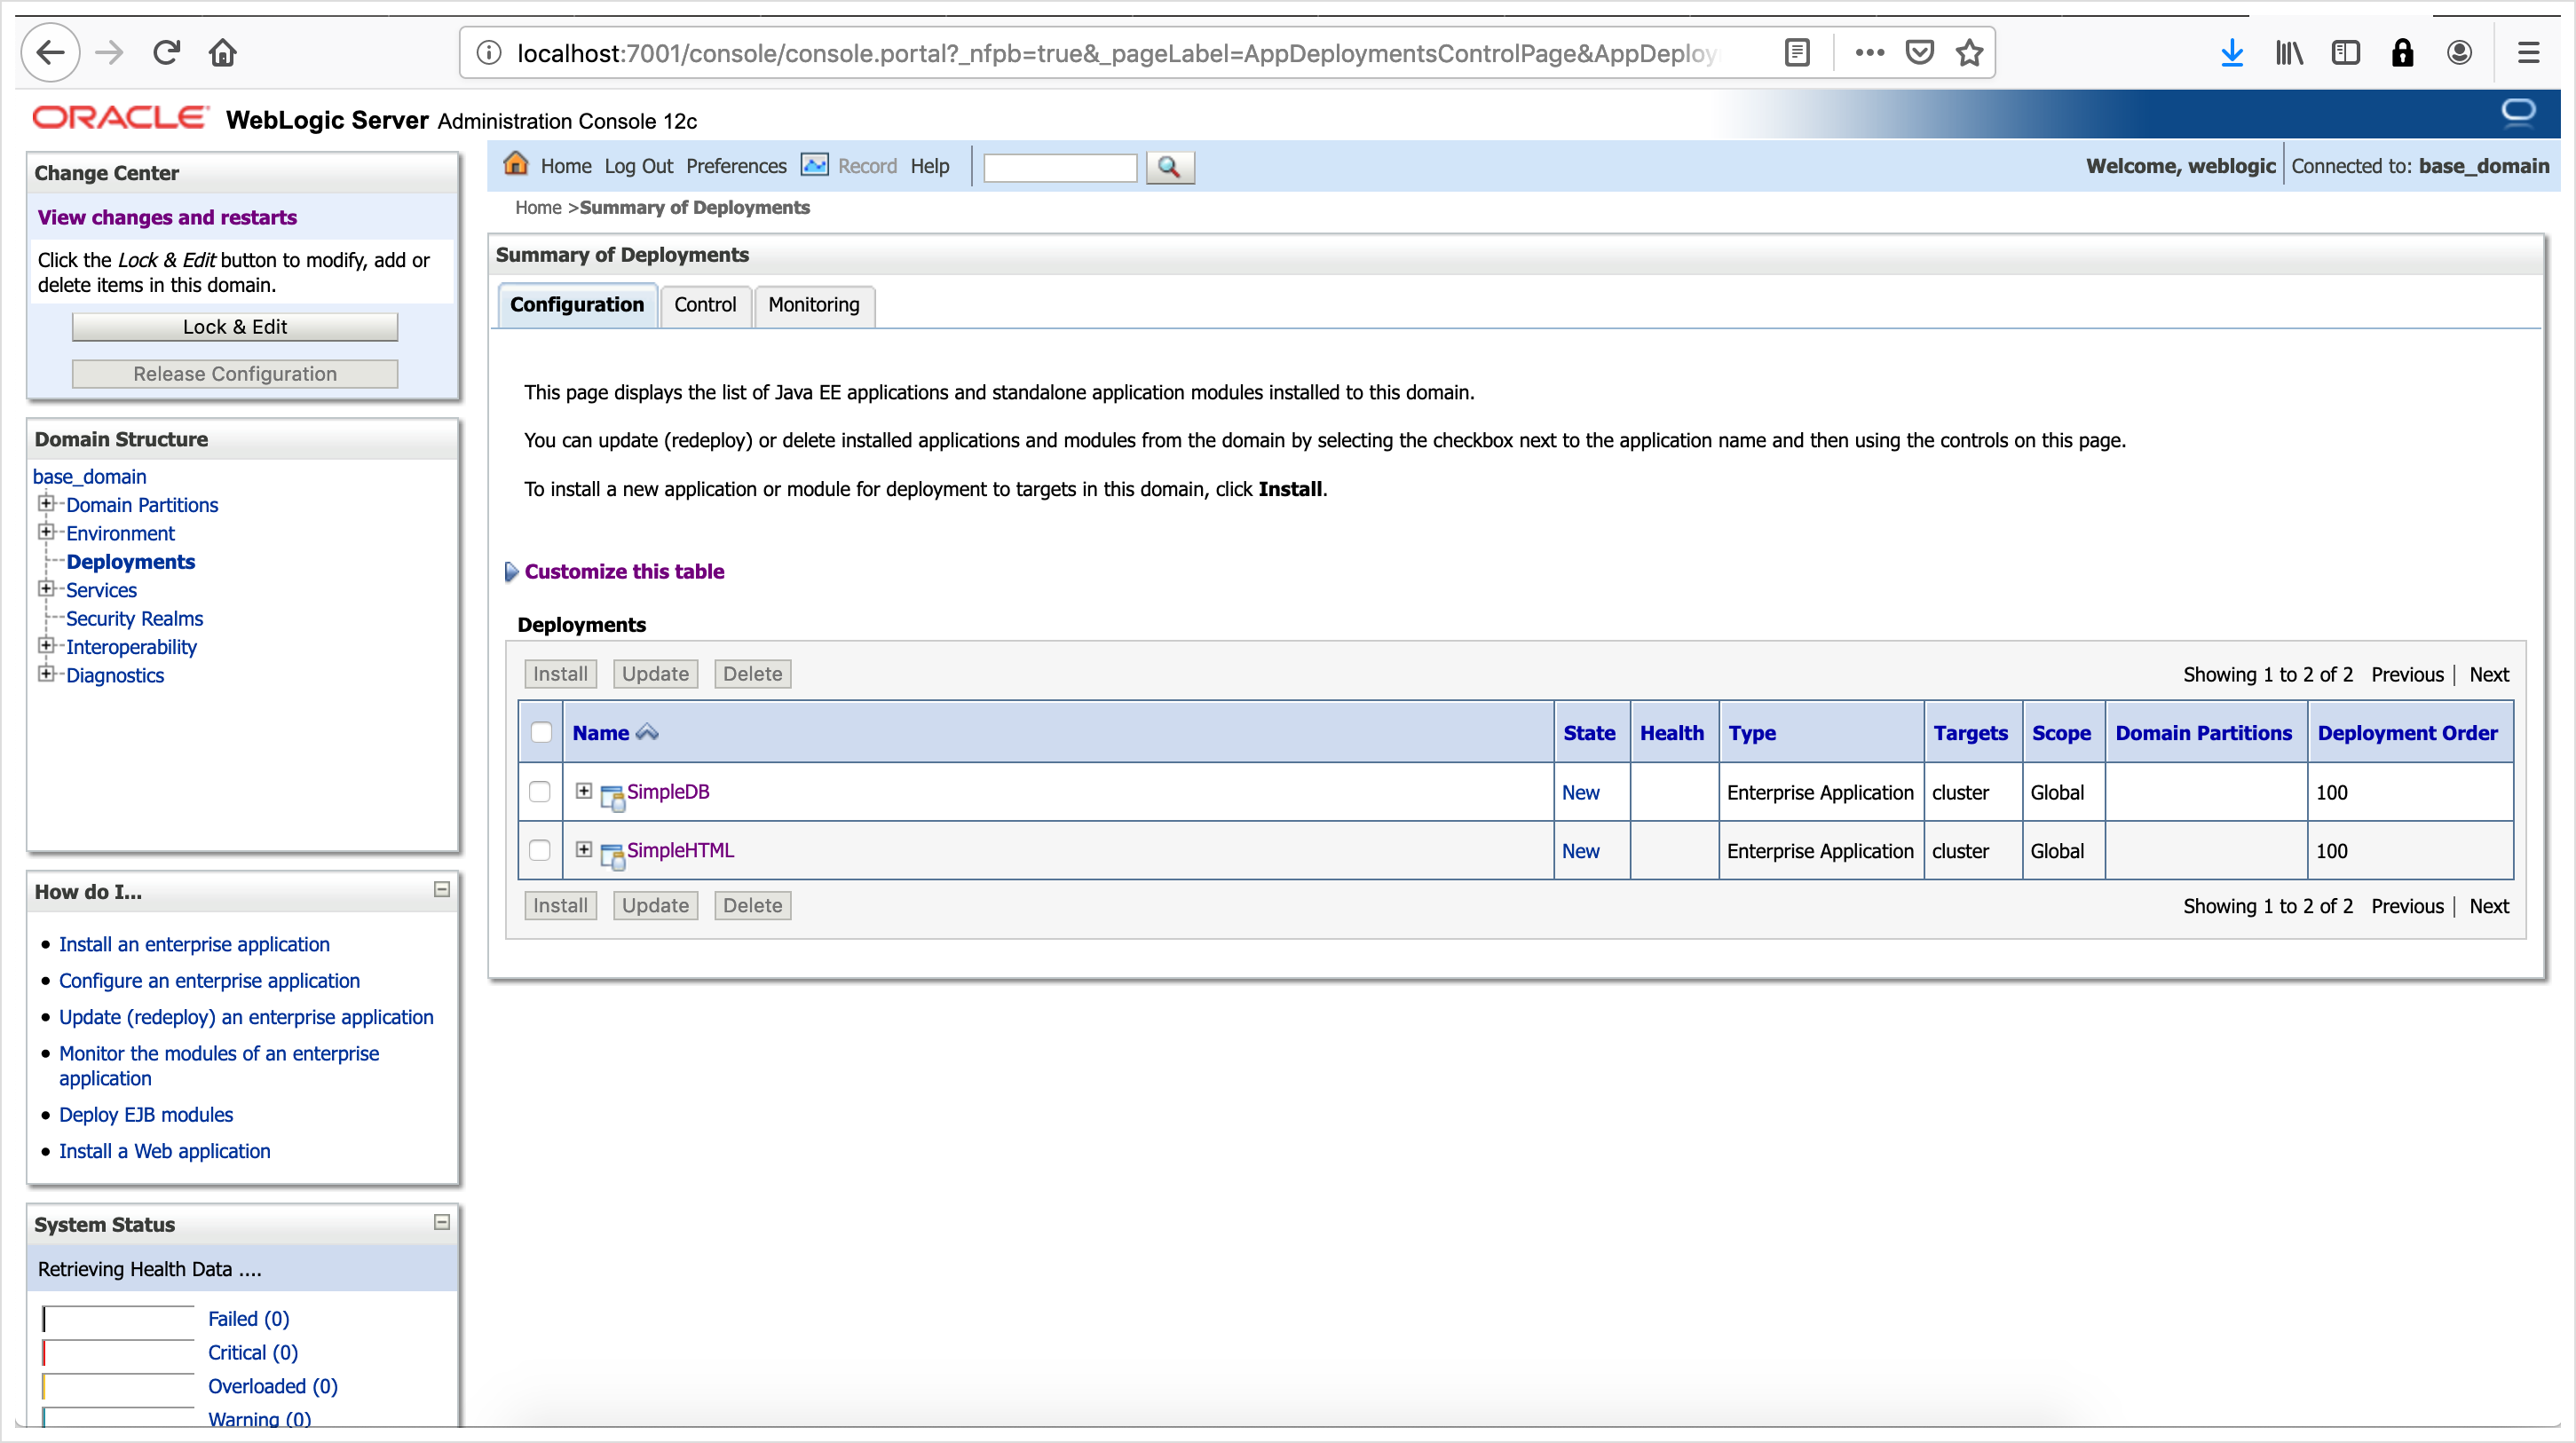 localhost:7001/console/console.portal?_nfpb=true&_pageLabel=AppDeploymentsControlPage&AppDeploy
ORACLE WebLogic Server Administration Console 12c
Change Center
View changes and restarts
Click the Lock & Edit button to modify, add or
delete items in this domain.
Lock & Edit
Release Configuration
Domain Structure
base_domain
Domain Partitions
Environment
Deployments
Services
Security Realms
Interoperability
Diagnostics
How do I...
Install an enterprise application
Configure an enterprise application
Update (redeploy) an enterprise application
Monitor the modules of an enterprise
application
Deploy EJB modules
Install a Web application
System Status
Retrieving Health Data ....
Failed (0)
Critical (0)
Overloaded (0)
Warning (0)
Home Log Out Preferences Record Help
Welcome, weblogic Connected to: base_domain
Home >Summary of Deployments
Summary of Deployments
Configuration Control Monitoring
This page displays the list of Java EE applications and standalone application modules installed to this domain.
You can update (redeploy) or delete installed applications and modules from the domain by selecting the checkbox next to the application name and then using the controls on this page.
To install a new application or module for deployment to targets in this domain, click Install.
Customize this table
Deployments
Install Update Delete Showing 1 to 2 of 2 Previous | Next
Name State Health Type Targets Scope Domain Partitions Deployment Order
SimpleDB New Enterprise Application cluster Global 100
SimpleHTML New Enterprise Application cluster Global 100
Install Update Delete Showing 1 to 2 of 2 Previous | Next